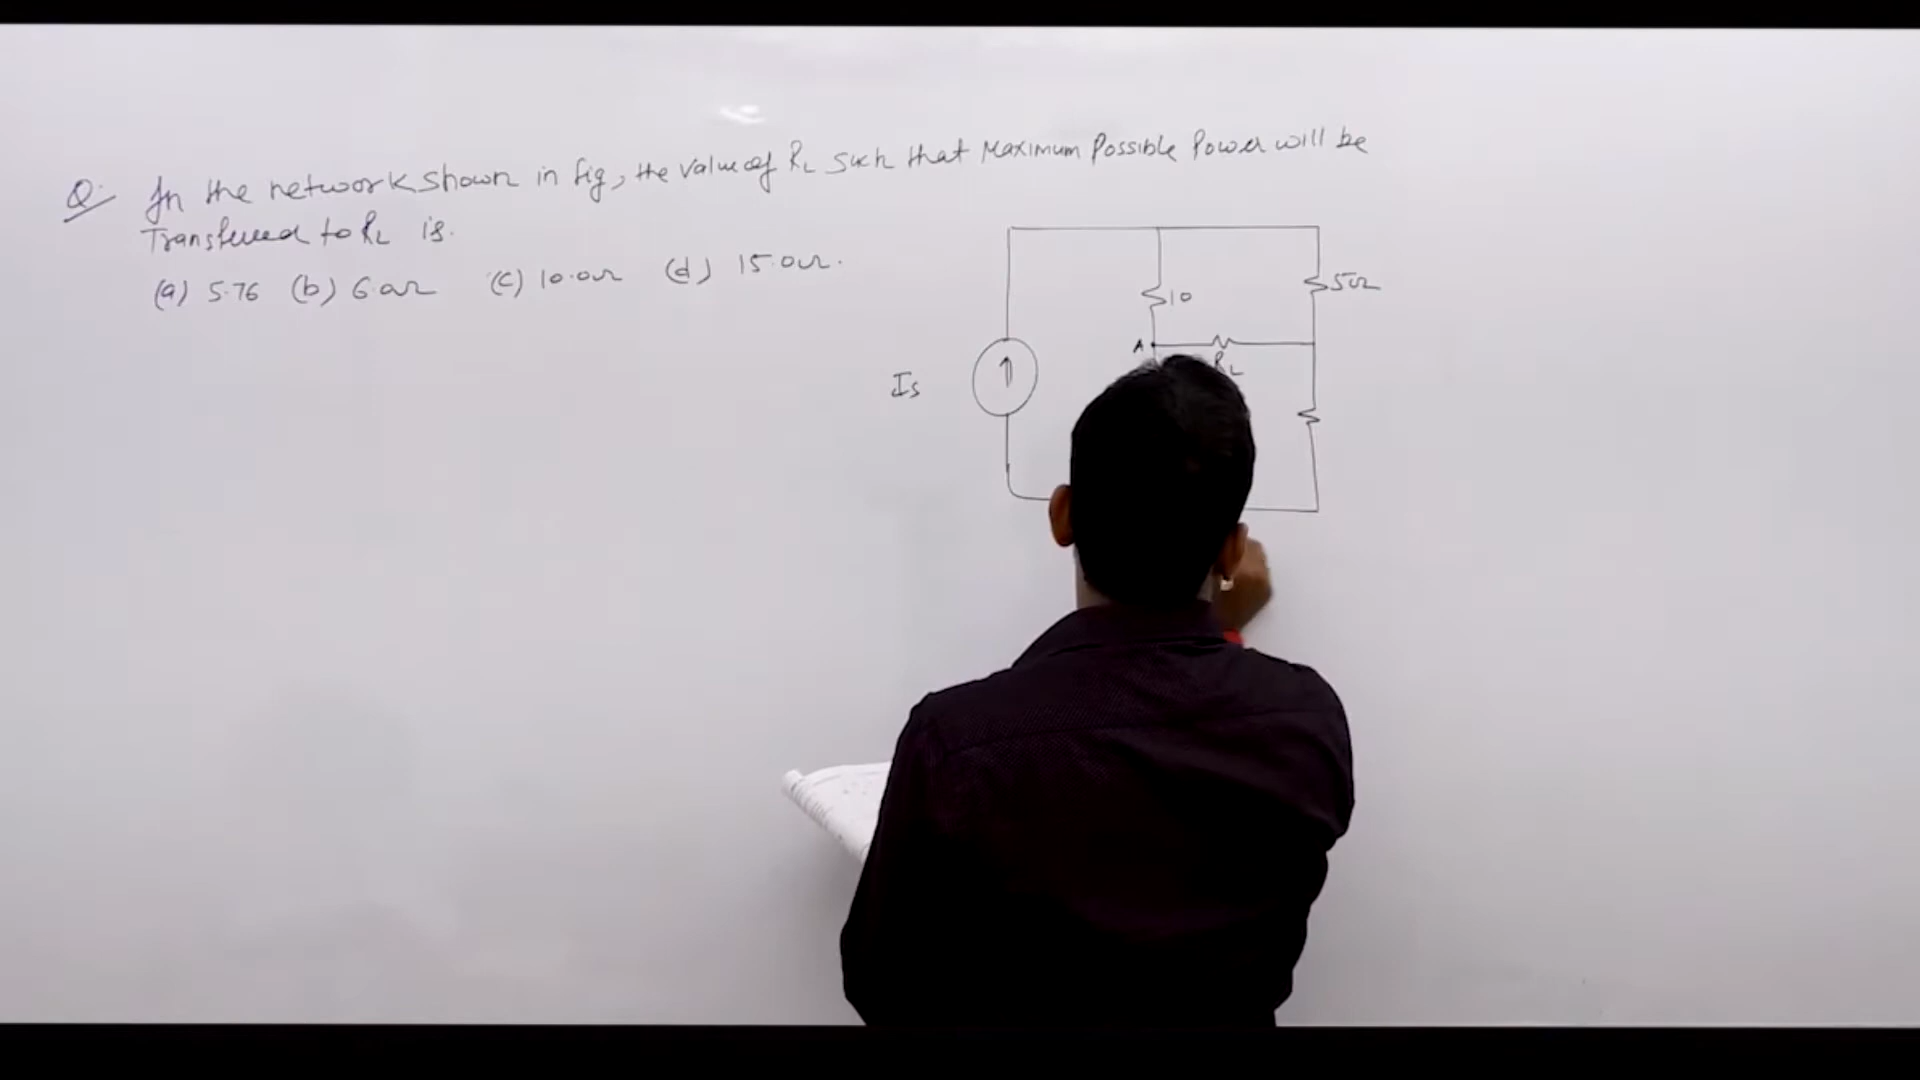 Q: In the network shown in fig, the value of RL such that Maximum Possible Power will be
Transferred to RL is.
(a) 5.76 (b) 6.0Ω (c) 10.0Ω (d) 15.0Ω.
10
5Ω
A
RL
Is